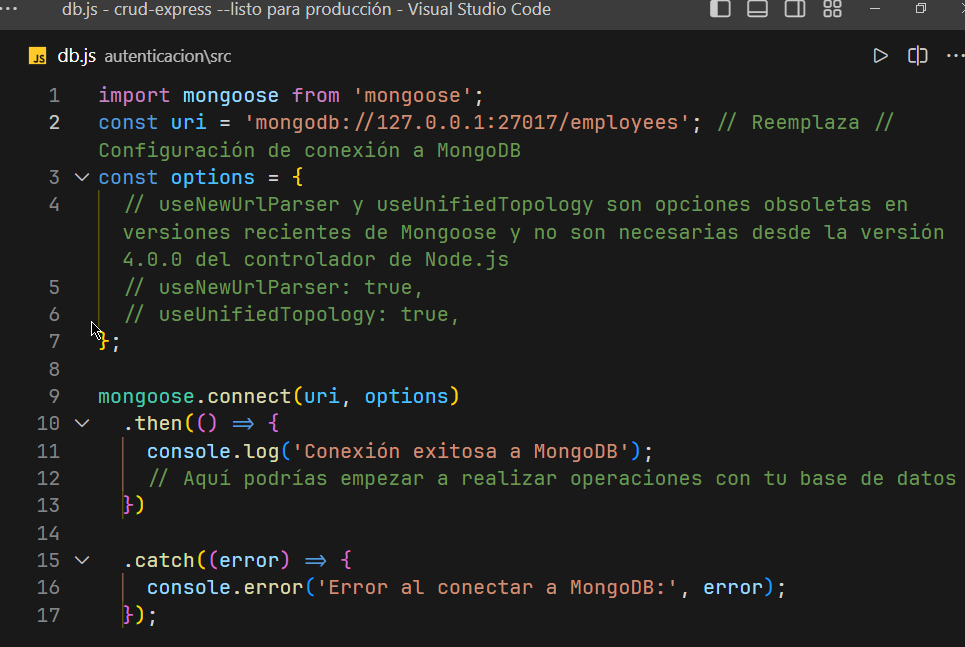 db.js - crud-express --listo para producción - Visual Studio Code
JS db.js autenticacion\src
1 import mongoose from 'mongoose';
2 const uri = 'mongodb://127.0.0.1:27017/employees'; // Reemplaza //
Configuración de conexión a MongoDB
3 const options = {
4 // useNewUrlParser y useUnifiedTopology son opciones obsoletas en
versiones recientes de Mongoose y no son necesarias desde la versión
4.0.0 del controlador de Node.js
5 // useNewUrlParser: true,
6 // useUnifiedTopology: true,
7 };
8
9 mongoose.connect(uri, options)
10 .then(() => {
11 console.log('Conexión exitosa a MongoDB');
12 // Aquí podrías empezar a realizar operaciones con tu base de datos
13 })
14
15 .catch((error) => {
16 console.error('Error al conectar a MongoDB:', error);
17 });